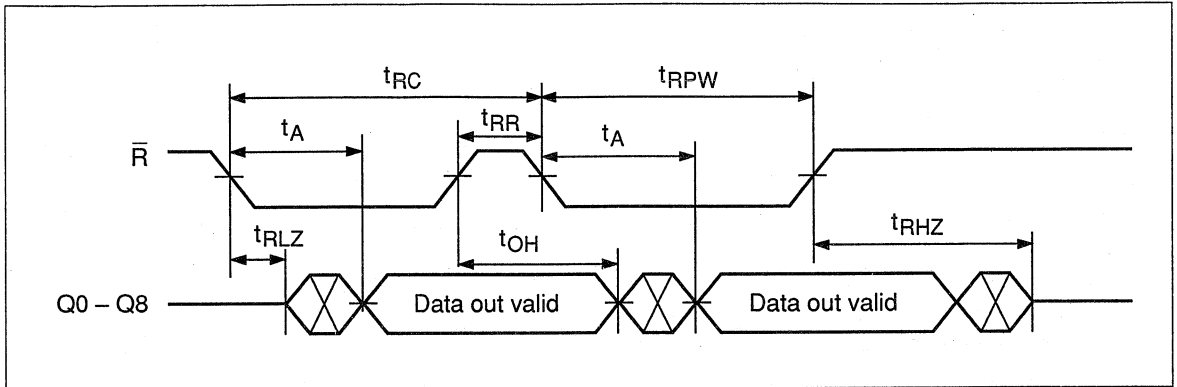 tRC
tRPW
tA
tRR
tA
R̅
tRLZ
tOH
tRHZ
Q0 – Q8
Data out valid
Data out valid